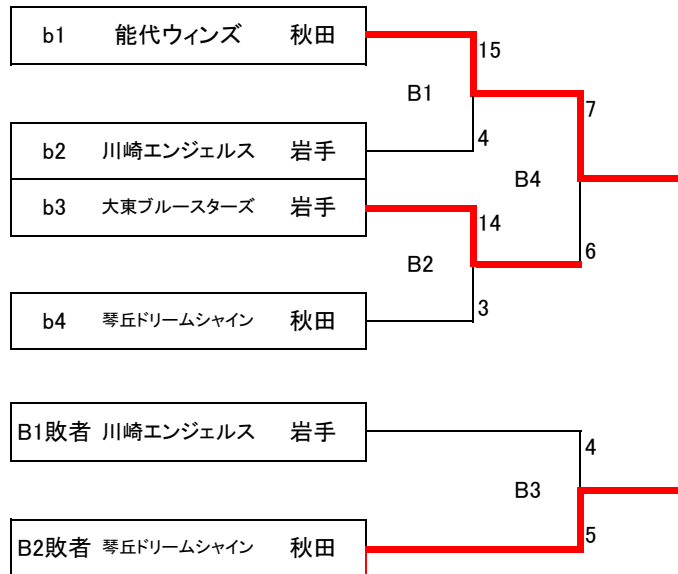 b1 能代ウィンズ 秋田
15
B1
7
4
b2 川崎エンジェルス 岩手
B4
b3 大東ブルースターズ 岩手
14
B2
6
3
b4 琴丘ドリームシャイン 秋田
B1敗者 川崎エンジェルス 岩手
4
B3
5
B2敗者 琴丘ドリームシャイン 秋田